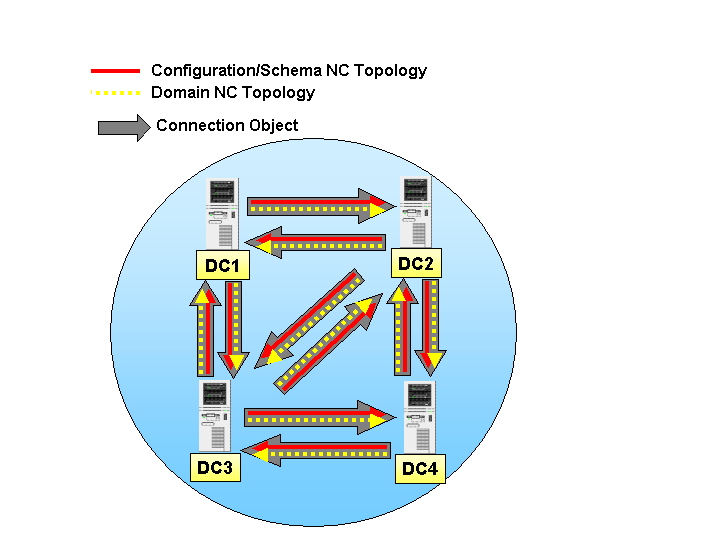 Configuration/Schema NC Topology
Domain NC Topology
Connection Object
DC1
DC2
DC3
DC4